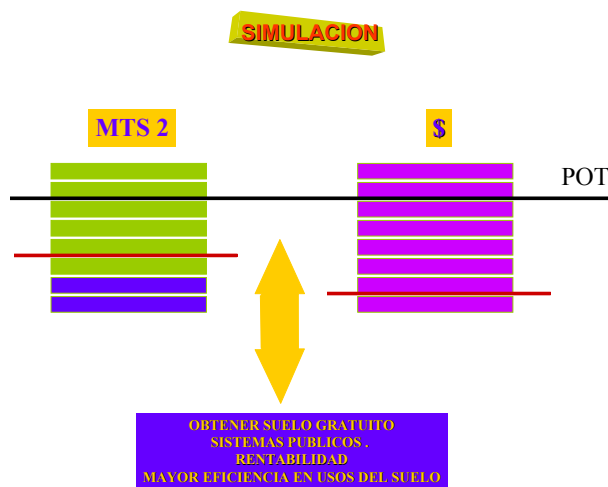 SIMULACION
MTS 2
$
POT
OBTENER SUELO GRATUITO
SISTEMAS PUBLICOS .
RENTABILIDAD
MAYOR EFICIENCIA EN USOS DEL SUELO